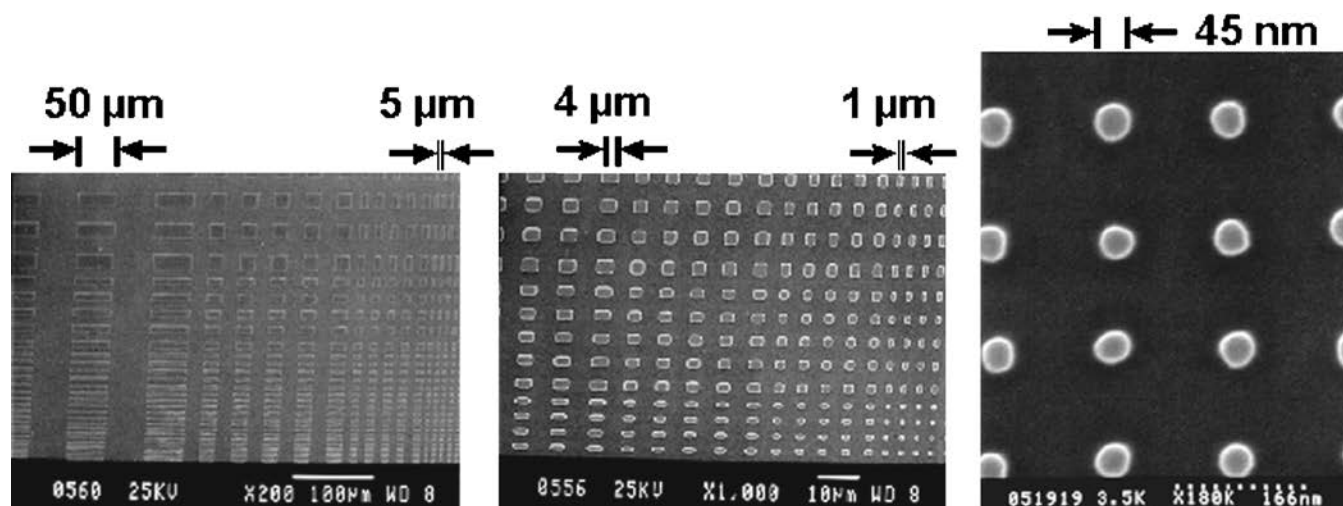 50 µm
5 µm
4 µm
1 µm
45 nm
0560 25KV X200 100µm WD 8
0556 25KV X1,000 10µm WD 8
051919 3.5K X180K 166nm